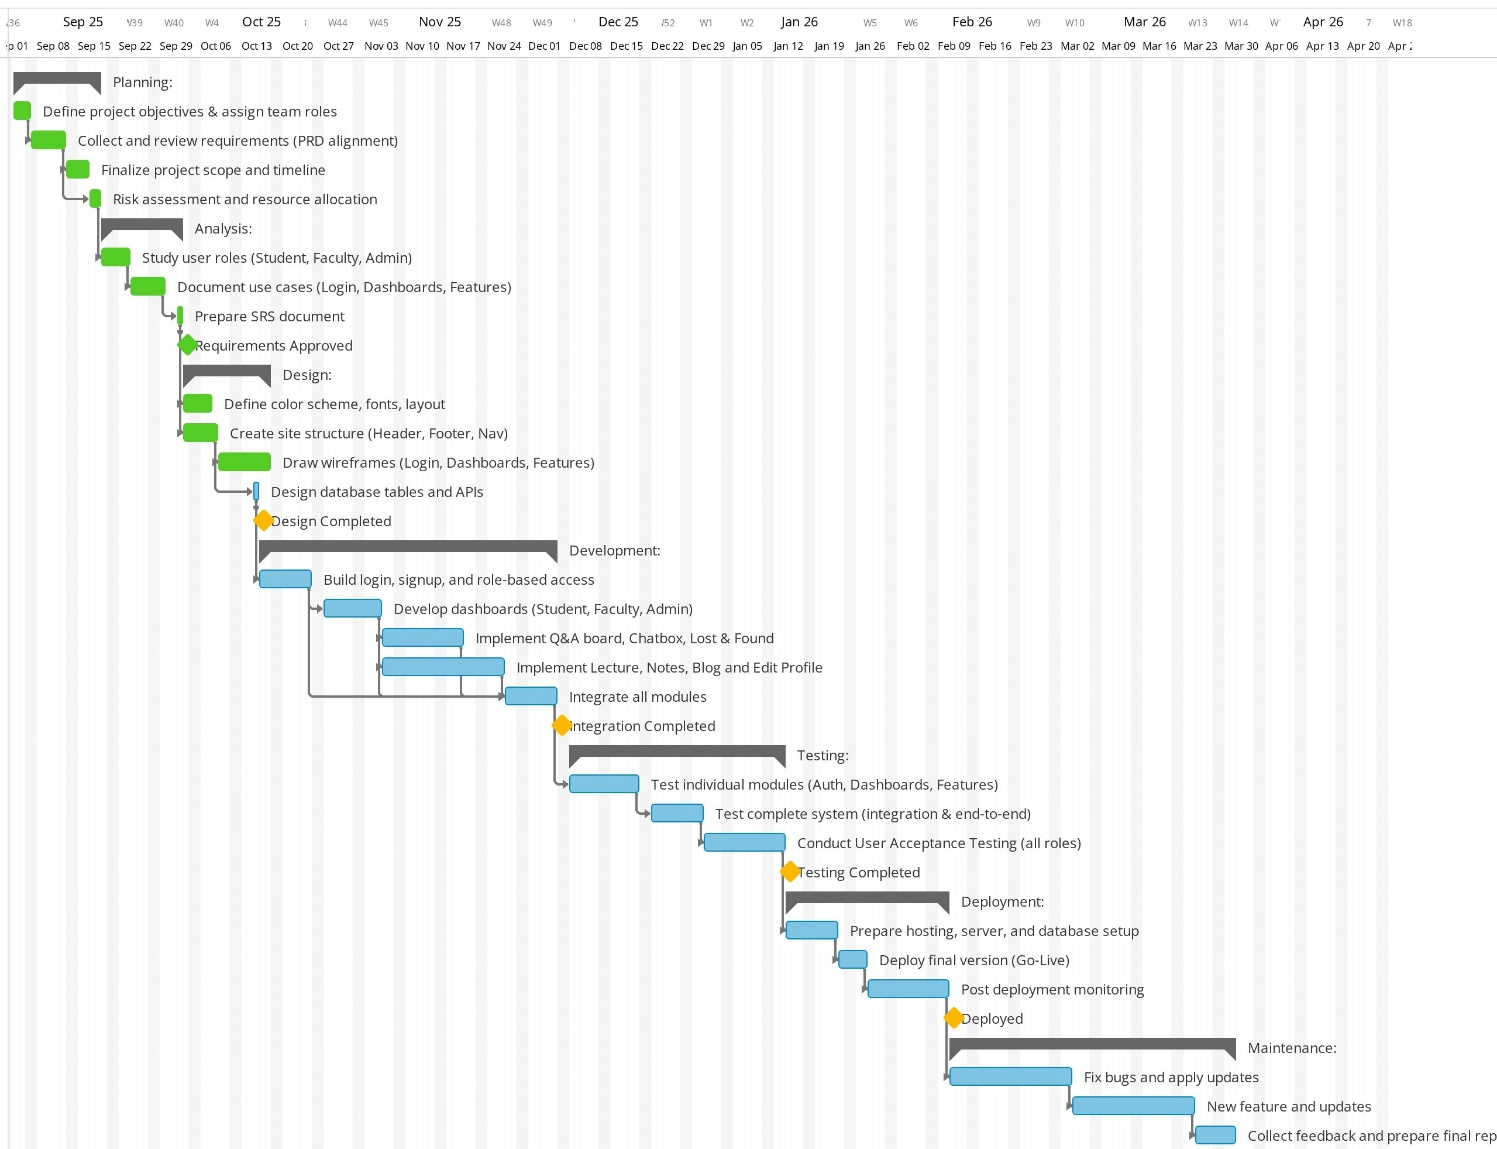 Sep 25 W39 W40 W4 Oct 25 W44 W45 Nov 25 W48 W49 Dec 25 W1 W2 Jan 26 W5 W6 Feb 26 W9 W10 Mar 26 W13 W14 Apr 26 W18
Sep 08 Sep 15 Sep 22 Sep 29 Oct 06 Oct 13 Oct 20 Oct 27 Nov 03 Nov 10 Nov 17 Nov 24 Dec 01 Dec 08 Dec 15 Dec 22 Dec 29 Jan 05 Jan 12 Jan 19 Jan 26 Feb 02 Feb 09 Feb 16 Feb 23 Mar 02 Mar 09 Mar 16 Mar 23 Mar 30 Apr 06 Apr 13 Apr 20 Apr
Planning:
Define project objectives & assign team roles
Collect and review requirements (PRD alignment)
Finalize project scope and timeline
Risk assessment and resource allocation
Analysis:
Study user roles (Student, Faculty, Admin)
Document use cases (Login, Dashboards, Features)
Prepare SRS document
Requirements Approved
Design:
Define color scheme, fonts, layout
Create site structure (Header, Footer, Nav)
Draw wireframes (Login, Dashboards, Features)
Design database tables and APIs
Design Completed
Development:
Build login, signup, and role-based access
Develop dashboards (Student, Faculty, Admin)
Implement Q&A board, Chatbox, Lost & Found
Implement Lecture, Notes, Blog and Edit Profile
Integrate all modules
Integration Completed
Testing:
Test individual modules (Auth, Dashboards, Features)
Test complete system (integration & end-to-end)
Conduct User Acceptance Testing (all roles)
Testing Completed
Deployment:
Prepare hosting, server, and database setup
Deploy final version (Go-Live)
Post deployment monitoring
Deployed
Maintenance:
Fix bugs and apply updates
New feature and updates
Collect feedback and prepare final rep